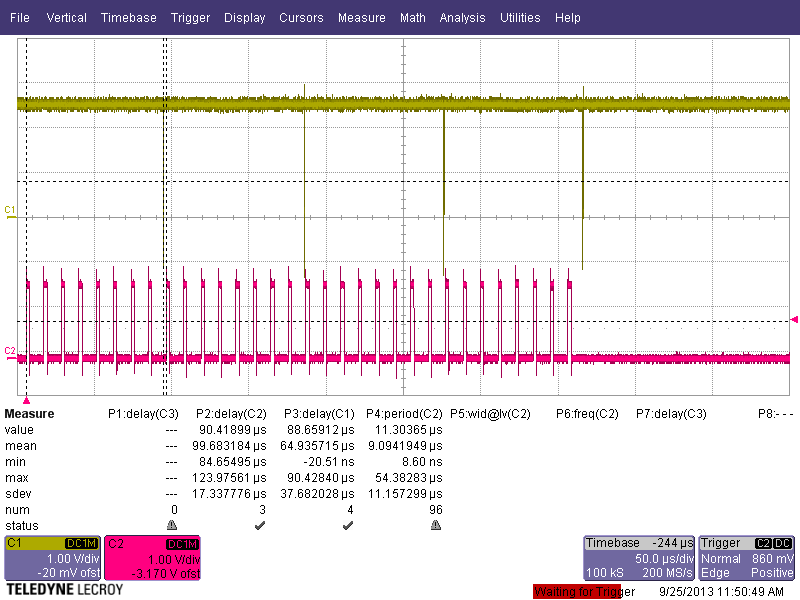 File Vertical Timebase Trigger Display Cursors Measure Math Analysis Utilities Help
C1
C2
Measure P1:delay(C3) P2:delay(C2) P3:delay(C1) P4:period(C2) P5:wid@lv(C2) P6:freq(C2) P7:delay(C3) P8:- - -
value --- 90.41899 µs 88.65912 µs 11.30365 µs
mean --- 99.683184 µs 64.935715 µs 9.0941949 µs
min --- 84.65495 µs -20.51 ns 8.60 ns
max --- 123.97561 µs 90.42840 µs 54.38283 µs
sdev --- 17.337776 µs 37.682028 µs 11.157299 µs
num 0 3 4 96
status
C1 DC1M C2 DC1M Timebase -244 µs Trigger C2 DC
1.00 V/div 1.00 V/div 50.0 µs/div Normal 860 mV
-20 mV ofst -3.170 V ofst 100 kS 200 MS/s Edge Positive
TELEDYNE LECROY Waiting for Trigger 9/25/2013 11:50:49 AM